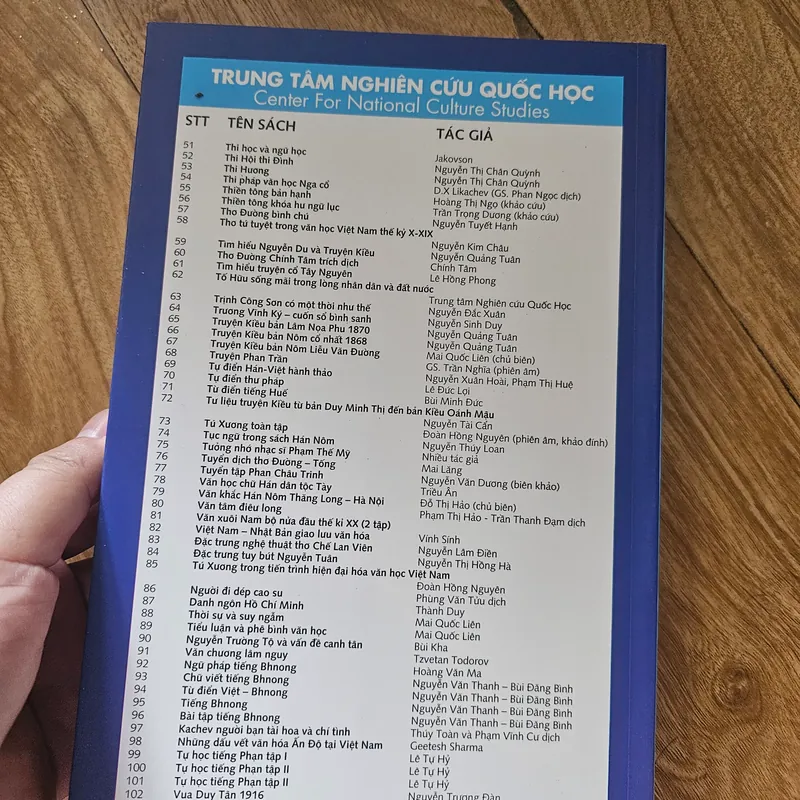 TRUNG TÂM NGHIÊN CỨU QUỐC HỌC
Center For National Culture Studies
STT TÊN SÁCH TÁC GIẢ
51 Thi học và ngũ học Jakovson
52 Thi Hội thi Đình Nguyễn Thị Chân Quỳnh
53 Thi Hương Nguyễn Thị Chân Quỳnh
54 Thi pháp văn học Nga cổ D.X Likachev (GS. Phan Ngọc dịch)
55 Thiền tông bản hạnh Hoàng Thị Ngọ (khảo cứu)
56 Thiền tông khóa hư ngữ lục Trần Trọng Dương (khảo cứu)
57 Thơ Đường bình chú Nguyễn Tuyết Hạnh
58 Thơ tứ tuyệt trong văn học Việt Nam thế kỷ X-XIX
Nguyễn Kim Châu
59 Tìm hiểu Nguyễn Du và Truyện Kiều Nguyễn Quảng Tuân
60 Thơ Đường Chính Tâm trích dịch Chính Tâm
61 Tìm hiểu truyện cổ Tây Nguyên Lê Hồng Phong
62 Tố Hữu sống mãi trong lòng nhân dân và đất nước
Trung tâm Nghiên cứu Quốc Học
63 Trịnh Công Sơn có một thời như thế Nguyễn Đắc Xuân
64 Trương Vĩnh Ký – cuốn sổ bình sanh Nguyễn Sinh Duy
65 Truyện Kiều bản Lâm Nọa Phu 1870 Nguyễn Quảng Tuân
66 Truyện Kiều bản Nôm cổ nhất 1868 Nguyễn Quảng Tuân
67 Truyện Kiều bản Nôm Liễu Văn Đường Mai Quốc Liên (chủ biên)
68 Truyện Phan Trần GS. Trần Nghĩa (phiên âm)
69 Tự điển Hán-Việt hành thảo Nguyễn Xuân Hoài, Phạm Thị Huệ
70 Tự điển thư pháp Lê Đức Lợi
71 Từ điển tiếng Huế Bùi Minh Đức
72 Tư liệu truyện Kiều từ bản Duy Minh Thị đến bản Kiều Oánh Mậu
Nguyễn Tài Cẩn
73 Tú Xương toàn tập Đoàn Hồng Nguyên (phiên âm, khảo đính)
74 Tục ngữ trong sách Hán Nôm Nguyễn Thúy Loan
75 Tưởng nhớ nhạc sĩ Phạm Thế Mỹ Nhiều tác giả
76 Tuyển dịch thơ Đường – Tống Mai Lăng
77 Tuyển tập Phan Châu Trinh Nguyễn Văn Dương (biên khảo)
78 Văn học chữ Hán dân tộc Tày Triều Ân
79 Văn khắc Hán Nôm Thăng Long – Hà Nội Đỗ Thị Hảo (chủ biên)
80 Văn tâm điêu long Phạm Thị Hảo - Trần Thanh Đạm dịch
81 Văn xuôi Nam bộ nửa đầu thế kỉ XX (2 tập)
82 Việt Nam – Nhật Bản giao lưu văn hóa Vĩnh Sính
83 Đặc trưng nghệ thuật thơ Chế Lan Viên Nguyễn Lâm Điền
84 Đặc trưng tùy bút Nguyễn Tuân Nguyễn Thị Hồng Hà
85 Tú Xương trong tiến trình hiện đại hóa văn học Việt Nam
Đoàn Hồng Nguyên
86 Người đi dép cao su Phùng Văn Tửu dịch
87 Danh ngôn Hồ Chí Minh Thành Duy
88 Thời sự và suy ngẫm Mai Quốc Liên
89 Tiểu luận và phê bình văn học Mai Quốc Liên
90 Nguyễn Trường Tộ và vấn đề canh tân Bùi Kha
91 Văn chương lâm nguy Tzvetan Todorov
92 Ngữ pháp tiếng Bhnong Hoàng Văn Ma
93 Chữ viết tiếng Bhnong Nguyễn Văn Thanh – Bùi Đăng Bình
94 Từ điển Việt – Bhnong Nguyễn Văn Thanh – Bùi Đăng Bình
95 Tiếng Bhnong Nguyễn Văn Thanh – Bùi Đăng Bình
96 Bài tập tiếng Bhnong Nguyễn Văn Thanh – Bùi Đăng Bình
97 Kachev người bạn tài hoa và chí tình Thúy Toàn và Phạm Vĩnh Cư dịch
98 Những dấu vết văn hóa Ấn Độ tại Việt Nam Geetesh Sharma
99 Tự học tiếng Phạn tập I Lê Tự Hỷ
100 Tự học tiếng Phạn tập II Lê Tự Hỷ
101 Tự học tiếng Phạn tập II Lê Tự Hỷ
102 Vua Duy Tân 1916 Nguyễn Trương Đàn